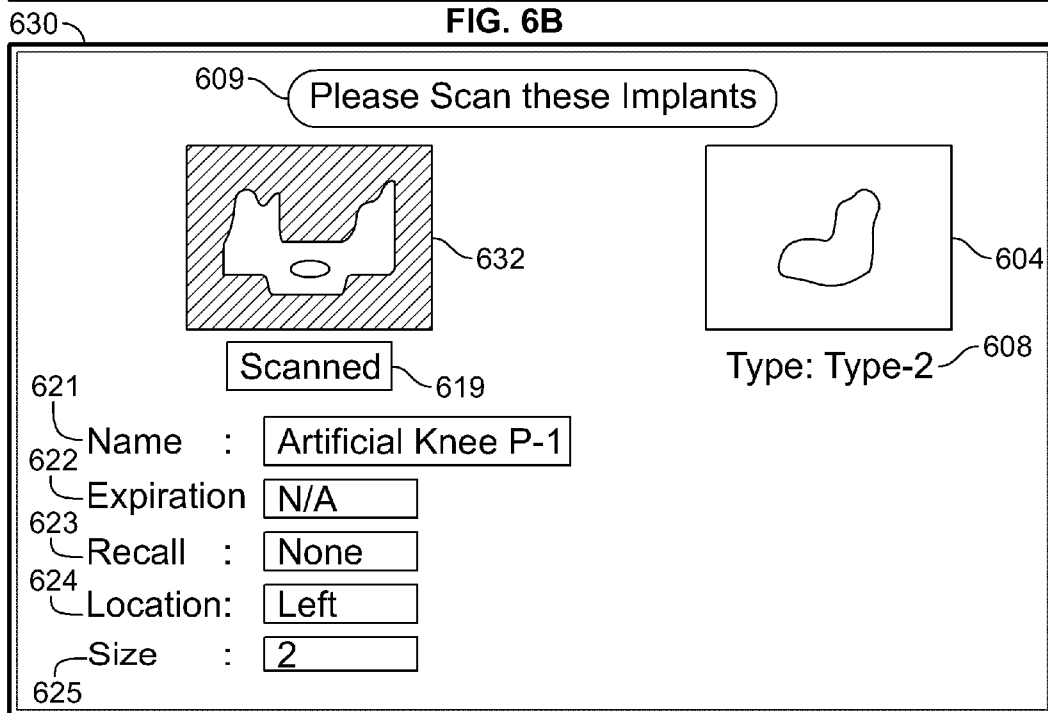 FIG. 6B
630
609
Please Scan these Implants
632
604
Scanned
619
Type: Type-2
608
621
Name : Artificial Knee P-1
622
Expiration N/A
623
Recall : None
624
Location: Left
Size : 2
625